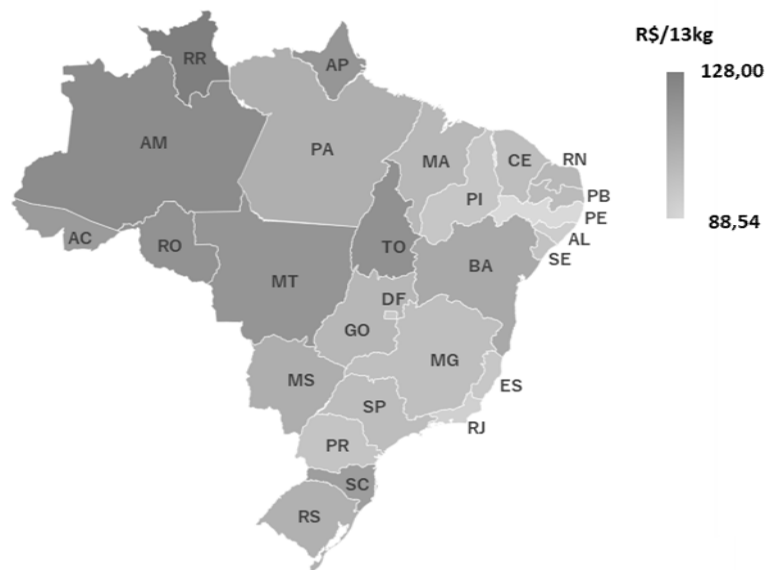 R$/13kg
128,00
88,54
RR
AP
AM
PA
MA
CE
RN
PI
PB
PE
AL
SE
AC
RO
TO
MT
BA
DF
GO
MG
MS
ES
SP
RJ
PR
SC
RS